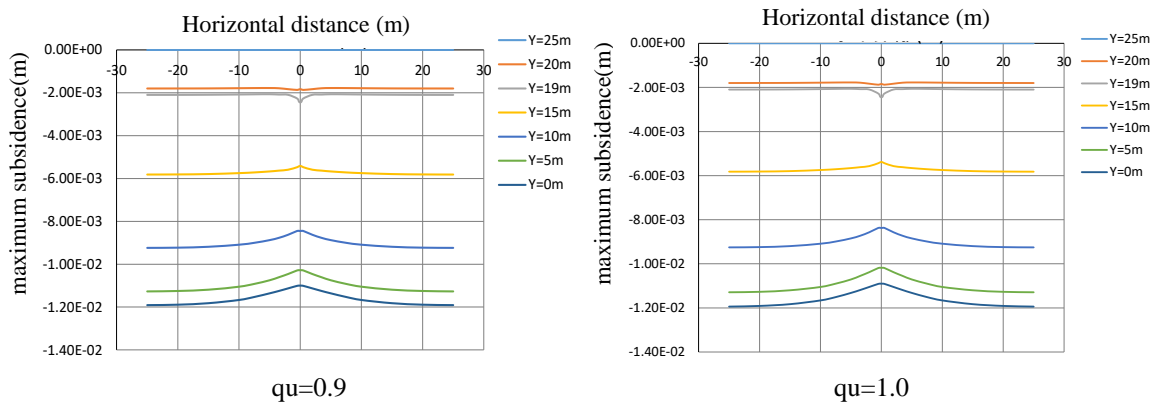 Horizontal distance (m)
maximum subsidence(m)
0.00E+00
-2.00E-03
-4.00E-03
-6.00E-03
-8.00E-03
-1.00E-02
-1.20E-02
-1.40E-02
-30 -20 -10 0 10 20 30
Y=25m
Y=20m
Y=19m
Y=15m
Y=10m
Y=5m
Y=0m
qu=0.9
Horizontal distance (m)
maximum subsidence(m)
0.00E+00
-2.00E-03
-4.00E-03
-6.00E-03
-8.00E-03
-1.00E-02
-1.20E-02
-1.40E-02
-30 -20 -10 0 10 20 30
Y=25m
Y=20m
Y=19m
Y=15m
Y=10m
Y=5m
Y=0m
qu=1.0